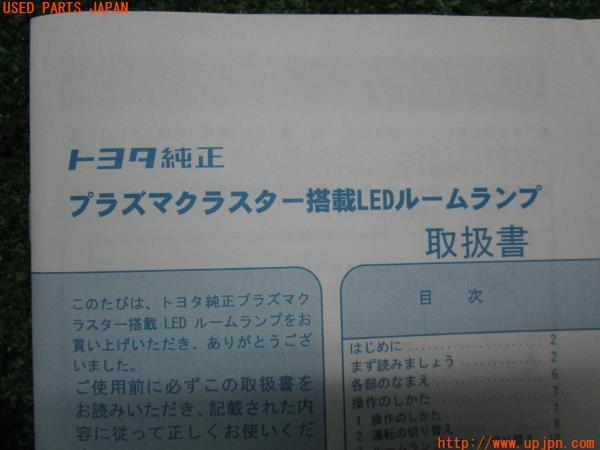 USED PARTS JAPAN
トヨタ純正
プラズマクラスター搭載LEDルームランプ
取扱書
このたびは、トヨタ純正プラズマク
ラスター搭載 LED ルームランプをお
買い上げいただき、ありがとうござ
いました。
ご使用前に必ずこの取扱書を
お読みいただき、記載された内
容に従って正しくお使いくだ
目 次
はじめに 2
まず読みましょう 2
各部のなまえ 6
操作のしかた 7
1. 操作のしかた 7
2. 運転の切り替え 8
http://www.upjpn.com/